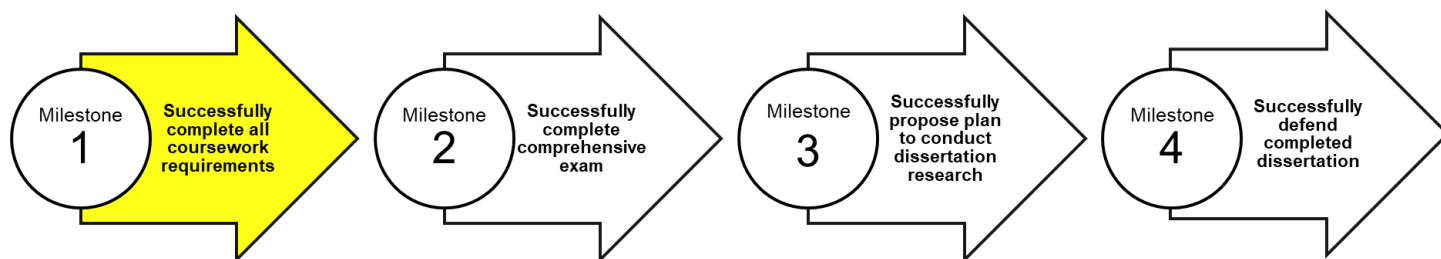 Milestone
1
Successfully
complete all
coursework
requirements
Milestone
2
Successfully
complete
comprehensive
exam
Milestone
3
Successfully
propose plan
to conduct
dissertation
research
Milestone
4
Successfully
defend
completed
dissertation